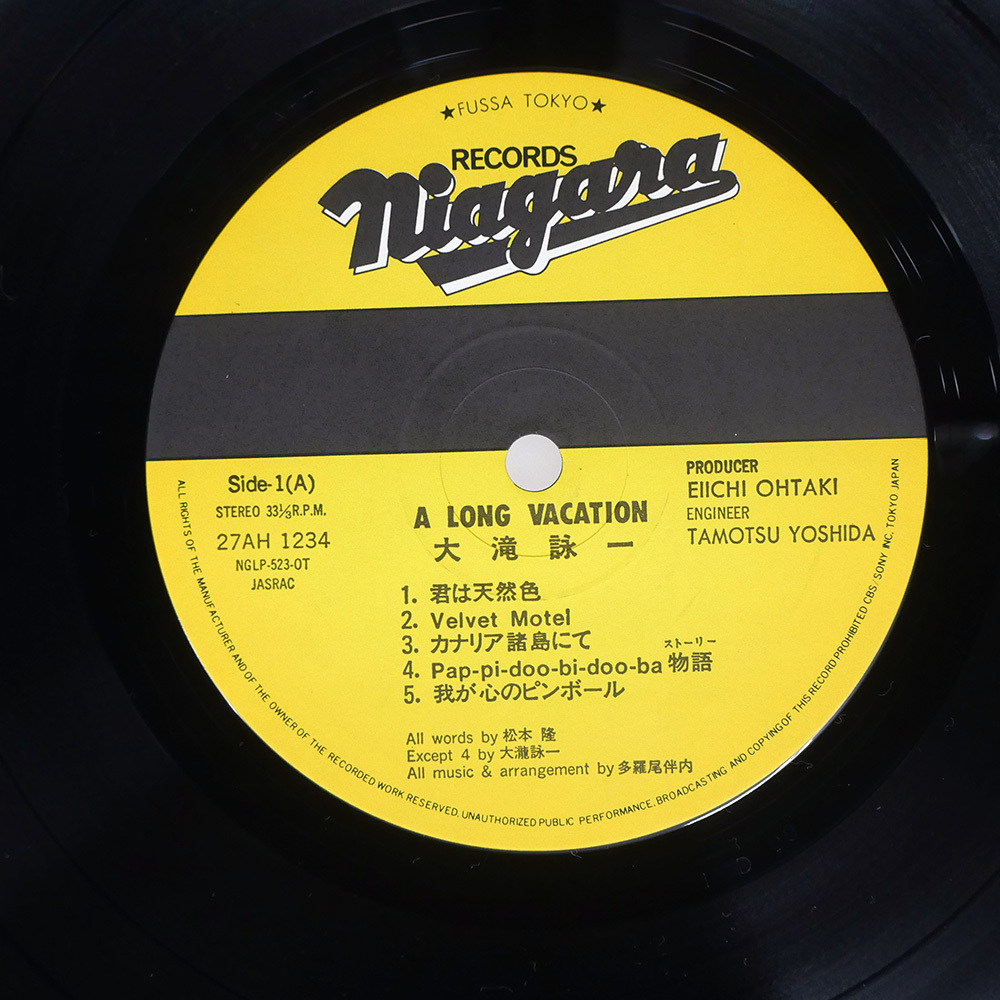 ★FUSSA TOKYO★
RECORDS
Niagara
Side-1(A)
STEREO 33⅓R.P.M.
27AH 1234
NGLP-523-OT
JASRAC
PRODUCER
EIICHI OHTAKI
ENGINEER
TAMOTSU YOSHIDA
A LONG VACATION
大滝詠一
1. 君は天然色
2. Velvet Motel
3. カナリア諸島にて
ストーリー
4. Pap-pi-doo-bi-doo-ba 物語
5. 我が心のピンボール
All words by 松本 隆
Except 4 by 大瀧詠一
All music & arrangement by 多羅尾伴内
ALL RIGHTS OF THE MANUFACTURER AND OF THE OWNER OF THE RECORDED WORK RESERVED. UNAUTHORIZED PUBLIC PERFORMANCE, BROADCASTING AND COPYING OF THIS RECORD PROHIBITED CBS/SONY INC. TOKYO JAPAN